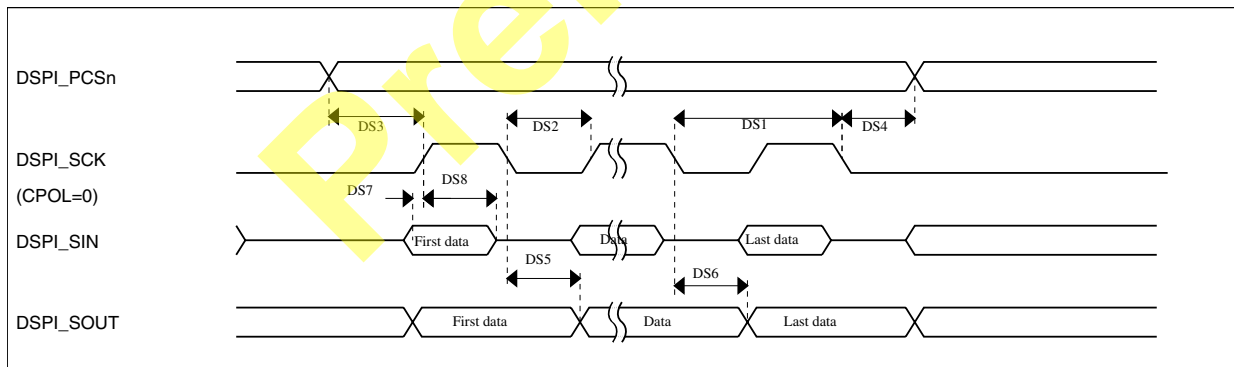 Pre
DSPI_PCSn
DS3
DS2
DS1
DS4
DSPI_SCK
(CPOL=0)
DS7
DS8
DSPI_SIN
First data
Data
Last data
DS5
DS6
DSPI_SOUT
First data
Data
Last data